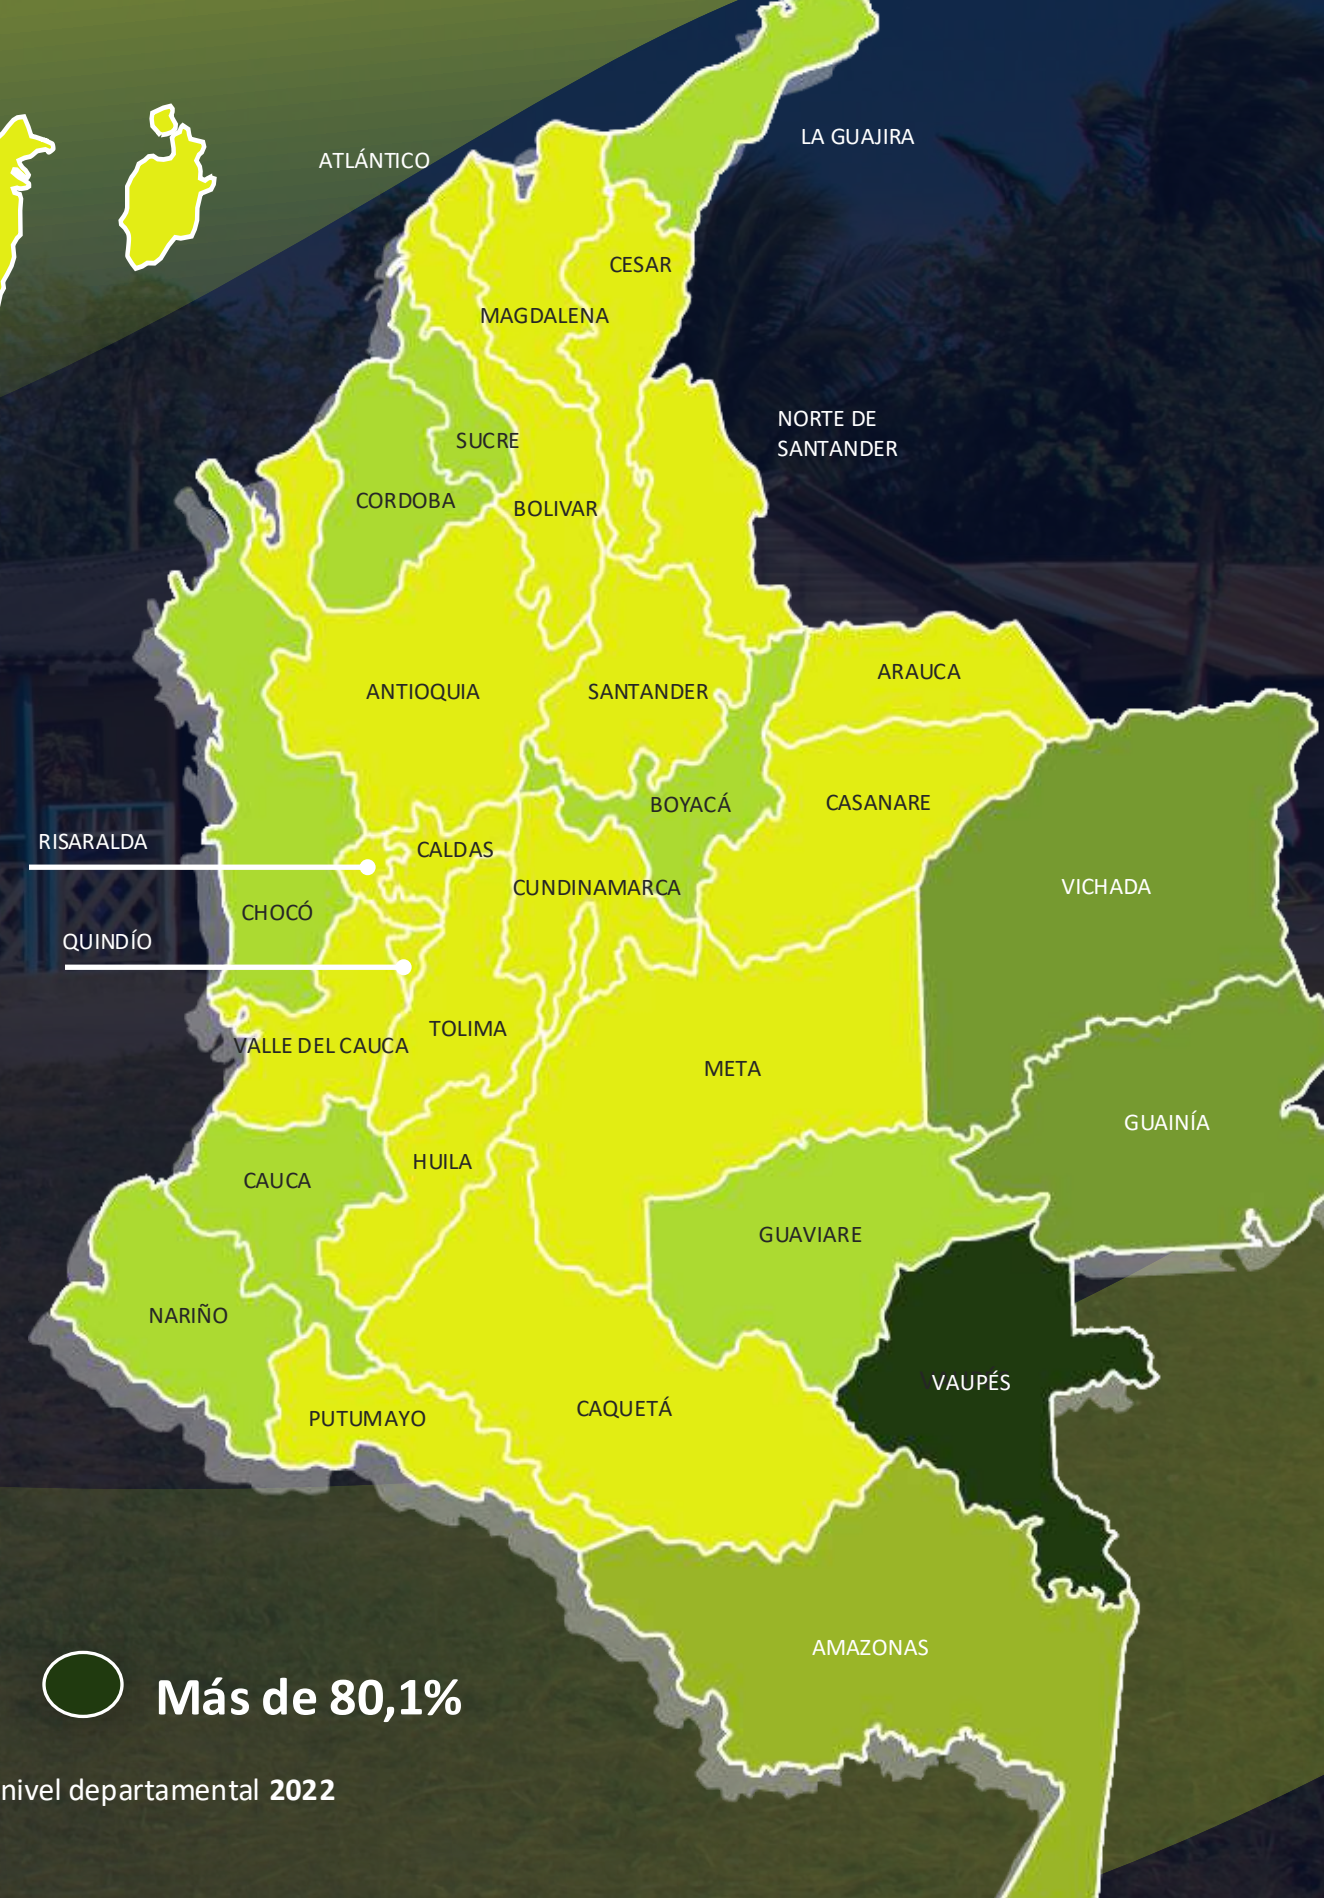 LA GUAJIRA
ATLÁNTICO
CESAR
MAGDALENA
NORTE DE
SANTANDER
SUCRE
CORDOBA
BOLIVAR
ARAUCA
ANTIOQUIA
SANTANDER
BOYACÁ
CASANARE
RISARALDA
CALDAS
CUNDINAMARCA
VICHADA
CHOCÓ
QUINDÍO
TOLIMA
VALLE DEL CAUCA
META
GUAINÍA
HUILA
CAUCA
GUAVIARE
NARIÑO
VAUPÉS
CAQUETÁ
PUTUMAYO
AMAZONAS
Más de 80,1%
nivel departamental 2022